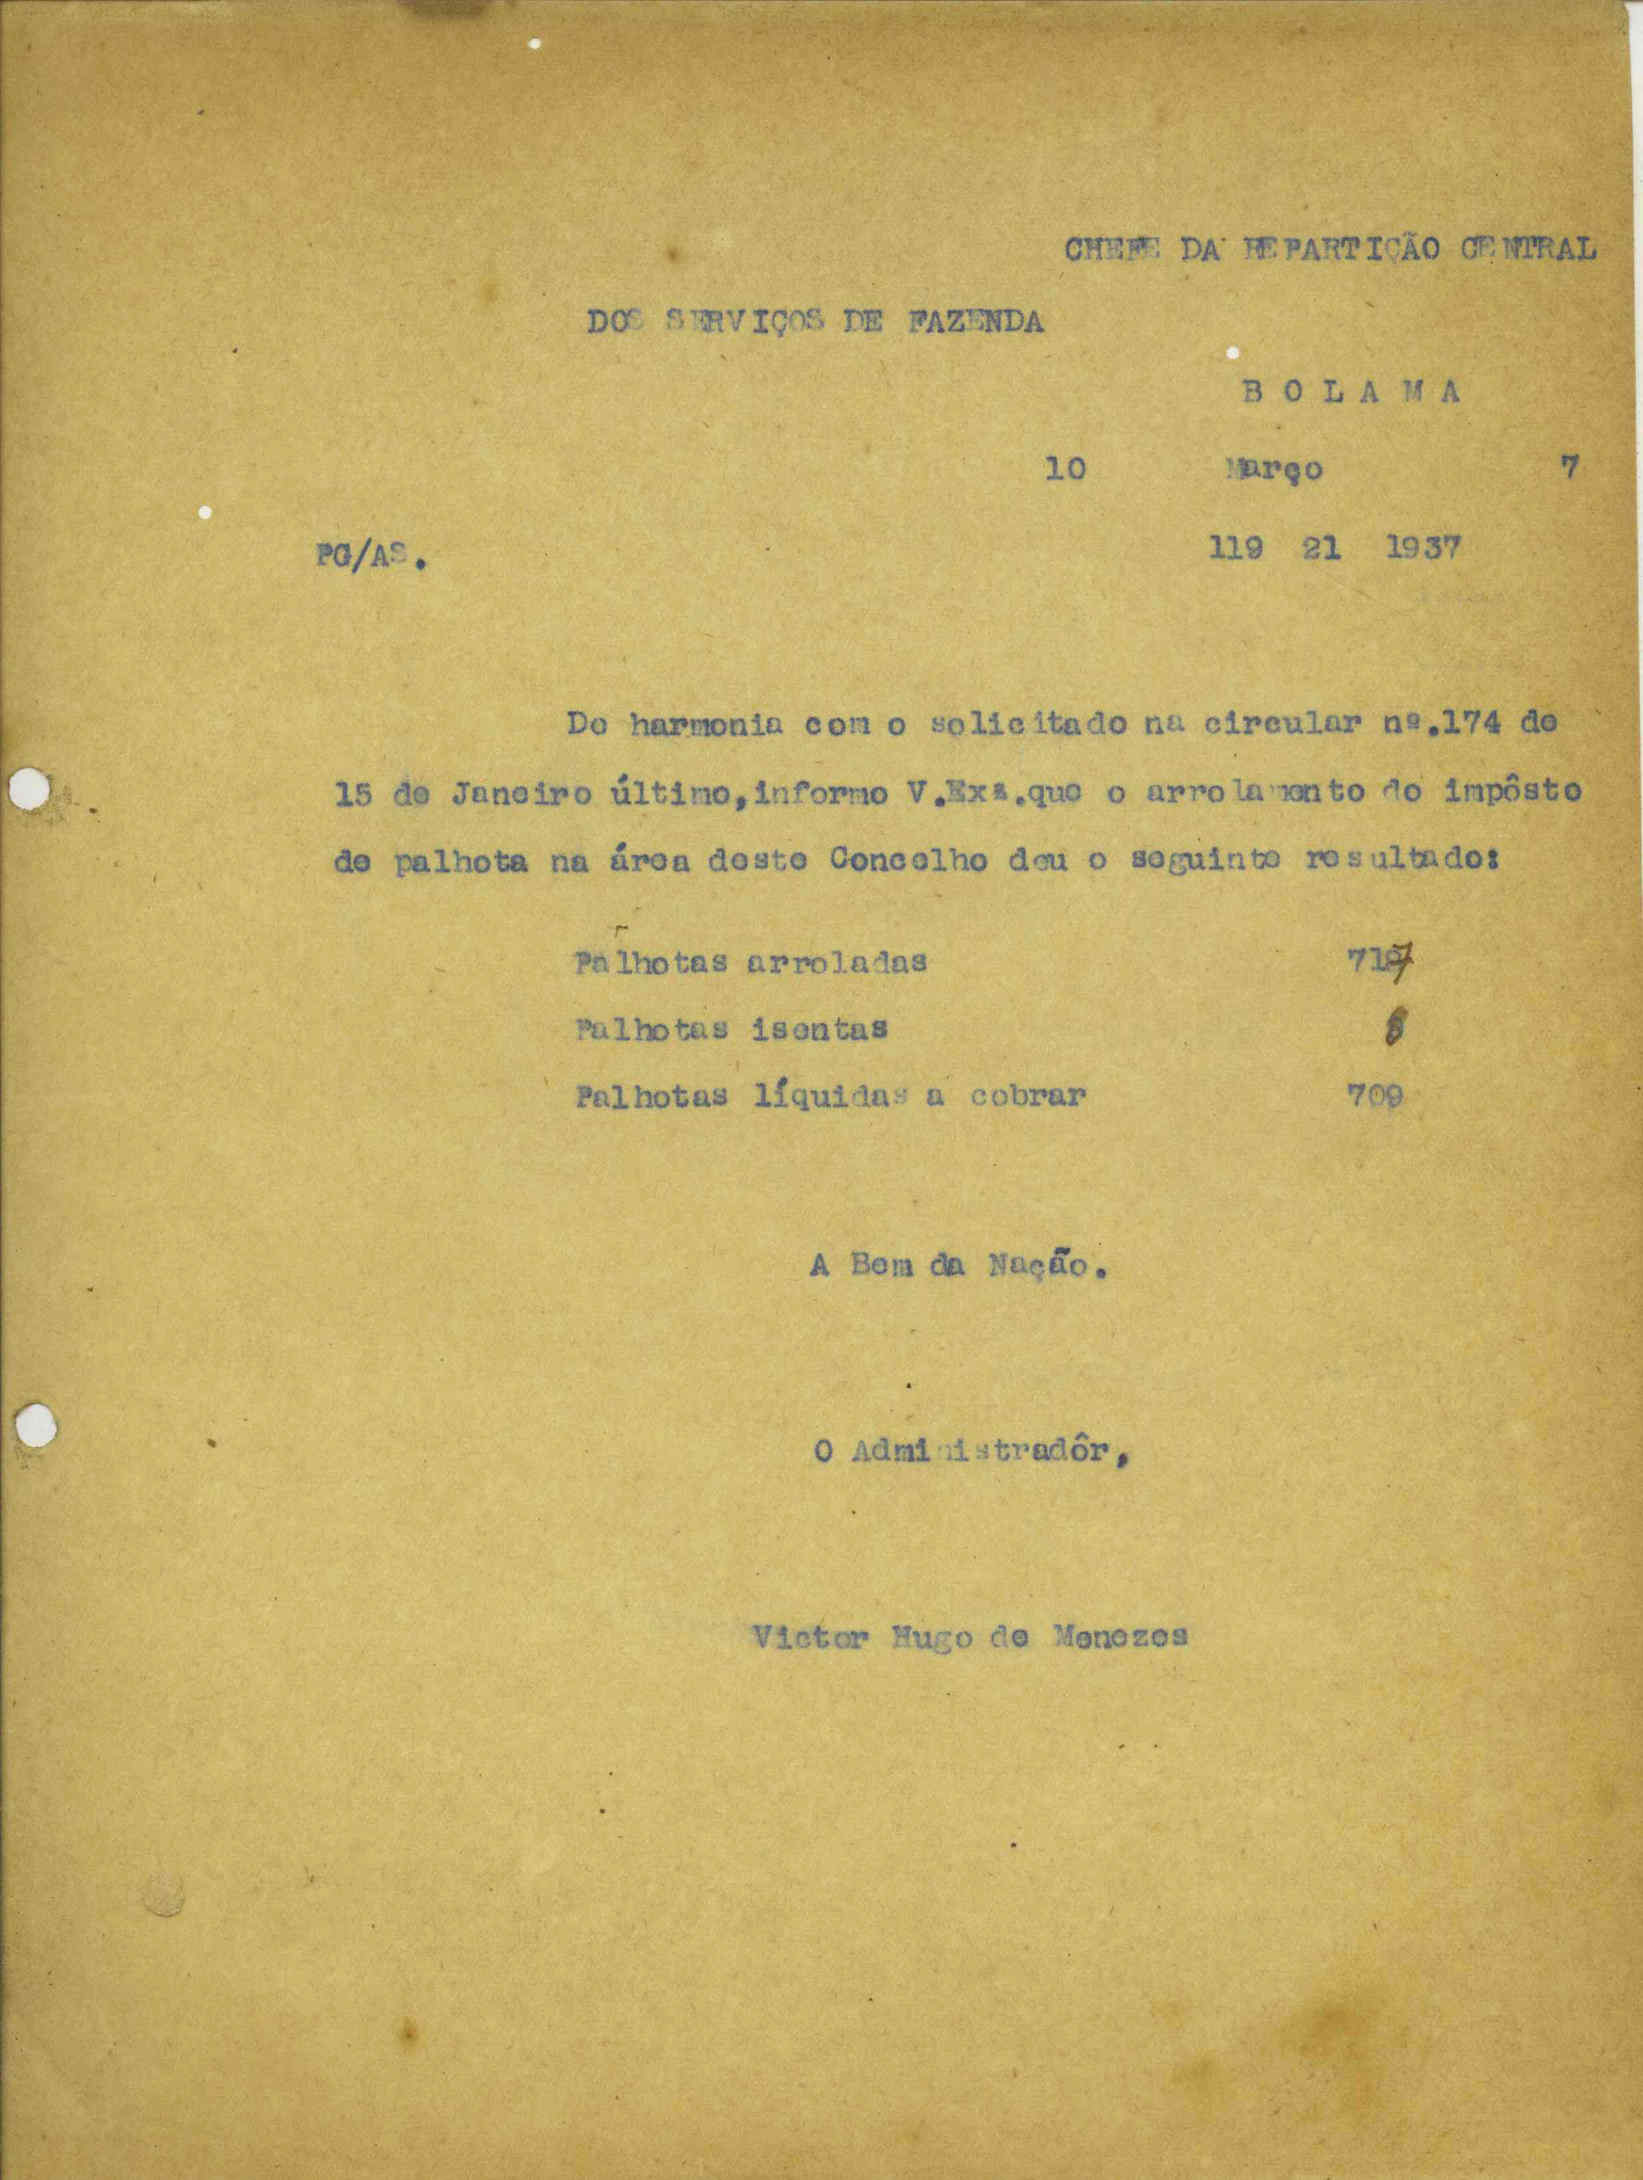 CHEFE DA REPARTIÇÃO CENTRAL
DOS SERVIÇOS DE FAZENDA
B O L A M A
10 Março 7
PG/AS. 119 21 1937
De harmonia com o solicitado na circular nº.174 de
15 de Janeiro último,informo V.Exª.que o arrolamento do impôsto
de palhota na área deste Concelho deu o seguinte resultado:
Palhotas arroladas 717
Palhotas isentas 8
Palhotas líquidas a cobrar 709
A Bem da Nação.
O Administradôr,
Victor Hugo de Menezes